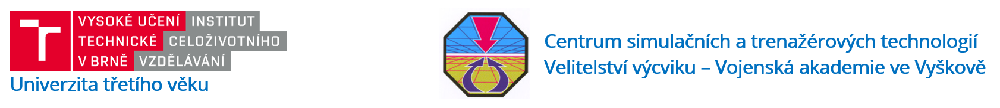 VYSOKÉ UČENÍ INSTITUT
TECHNICKÉ CELOŽIVOTNÍHO
V BRNĚ VZDĚLÁVÁNÍ
Univerzita třetího věku
Centrum simulačních a trenažérových technologií
Velitelství výcviku – Vojenská akademie ve Vyškově